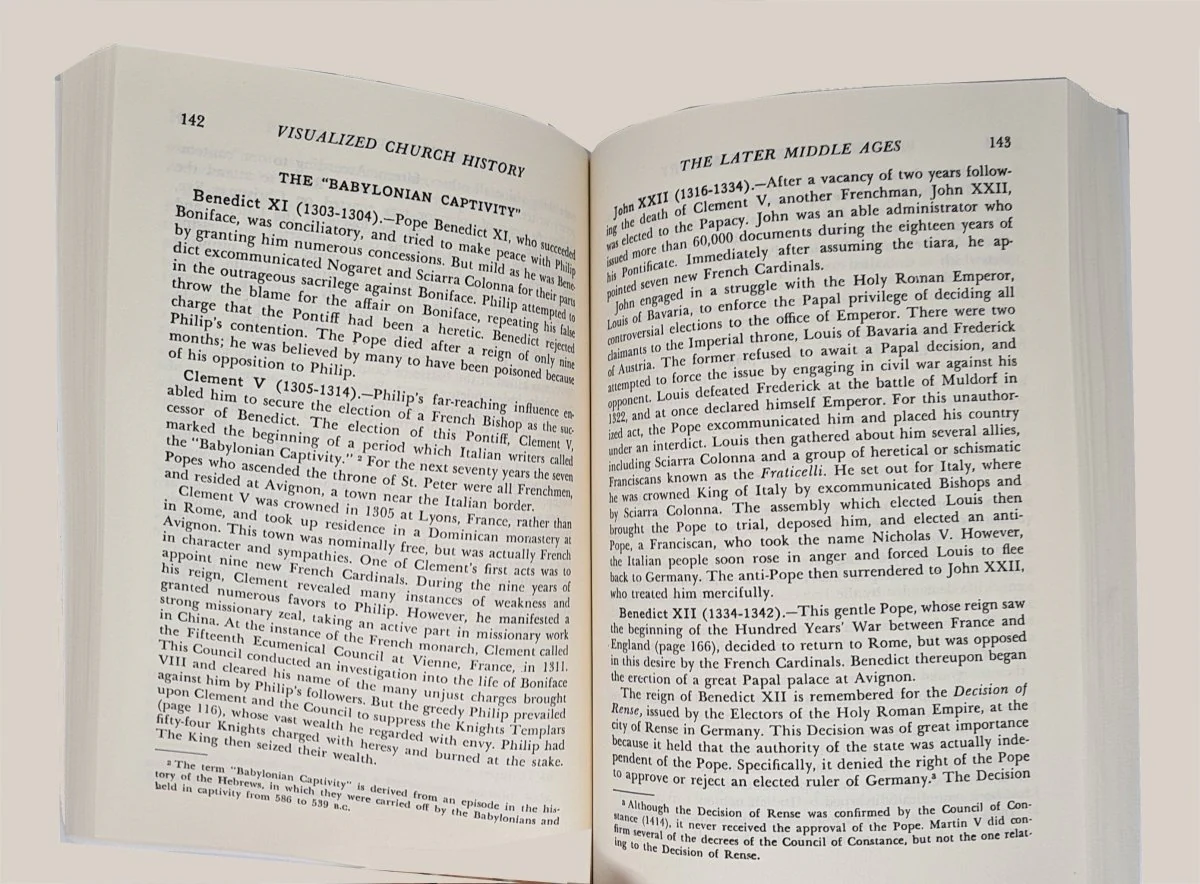 142
VISUALIZED CHURCH HISTORY
THE "BABYLONIAN CAPTIVITY"
Benedict XI (1303-1304).—Pope Benedict XI, who succeeded
Boniface, was conciliatory, and tried to make peace with Philip
by granting him numerous concessions. But mild as he was Bene-
dict excommunicated Nogaret and Sciarra Colonna for their parts
in the outrageous sacrilege against Boniface. Philip attempted to
throw the blame for the affair on Boniface, repeating his false
charge that the Pontiff had been a heretic. Benedict rejected
Philip's contention. The Pope died after a reign of only nine
months; he was believed by many to have been poisoned because
of his opposition to Philip.
Clement V (1305-1314).—Philip's far-reaching influence en-
abled him to secure the election of a French Bishop as the suc-
cessor of Benedict. The election of this Pontiff, Clement V,
marked the beginning of a period which Italian writers called
the "Babylonian Captivity." ² For the next seventy years the seven
Popes who ascended the throne of St. Peter were all Frenchmen,
and resided at Avignon, a town near the Italian border.
Clement V was crowned in 1305 at Lyons, France, rather than
in Rome, and took up residence in a Dominican monastery at
Avignon. This town was nominally free, but was actually French
in character and sympathies. One of Clement's first acts was to
appoint nine new French Cardinals. During the nine years of
his reign, Clement revealed many instances of weakness and
granted numerous favors to Philip. However, he manifested a
strong missionary zeal, taking an active part in missionary work
in China. At the instance of the French monarch, Clement called
the Fifteenth Ecumenical Council at Vienne, France, in 1311.
This Council conducted an investigation into the life of Boniface
VIII and cleared his name of the many unjust charges brought
against him by Philip's followers. But the greedy Philip prevailed
upon Clement and the Council to suppress the Knights Templars
(page 116), whose vast wealth he regarded with envy. Philip had
fifty-four Knights charged with heresy and burned at the stake.
The King then seized their wealth.
² The term "Babylonian Captivity" is derived from an episode in the his-
tory of the Hebrews, in which they were carried off by the Babylonians and
held in captivity from 586 to 539 B.C.
THE LATER MIDDLE AGES
143
John XXII (1316-1334).—After a vacancy of two years follow-
ing the death of Clement V, another Frenchman, John XXII,
was elected to the Papacy. John was an able administrator who
issued more than 60,000 documents during the eighteen years of
his Pontificate. Immediately after assuming the tiara, he ap-
pointed seven new French Cardinals.
John engaged in a struggle with the Holy Roman Emperor,
Louis of Bavaria, to enforce the Papal privilege of deciding all
controversial elections to the office of Emperor. There were two
claimants to the Imperial throne, Louis of Bavaria and Frederick
of Austria. The former refused to await a Papal decision, and
attempted to force the issue by engaging in civil war against his
opponent. Louis defeated Frederick at the battle of Muldorf in
1322, and at once declared himself Emperor. For this unauthor-
ized act, the Pope excommunicated him and placed his country
under an interdict. Louis then gathered about him several allies,
including Sciarra Colonna and a group of heretical or schismatic
Franciscans known as the Fraticelli. He set out for Italy, where
he was crowned King of Italy by excommunicated Bishops and
by Sciarra Colonna. The assembly which elected Louis then
brought the Pope to trial, deposed him, and elected an anti-
Pope, a Franciscan, who took the name Nicholas V. However,
the Italian people soon rose in anger and forced Louis to flee
back to Germany. The anti-Pope then surrendered to John XXII,
who treated him mercifully.
Benedict XII (1334-1342).—This gentle Pope, whose reign saw
the beginning of the Hundred Years' War between France and
England (page 166), decided to return to Rome, but was opposed
in this desire by the French Cardinals. Benedict thereupon began
the erection of a great Papal palace at Avignon.
The reign of Benedict XII is remembered for the Decision of
Rense, issued by the Electors of the Holy Roman Empire, at the
city of Rense in Germany. This Decision was of great importance
because it held that the authority of the state was actually inde-
pendent of the Pope. Specifically, it denied the right of the Pope
to approve or reject an elected ruler of Germany.³ The Decision
³ Although the Decision of Rense was confirmed by the Council of Con-
stance (1414), it never received the approval of the Pope. Martin V did con-
firm several of the decrees of the Council of Constance, but not the one relat-
ing to the Decision of Rense.